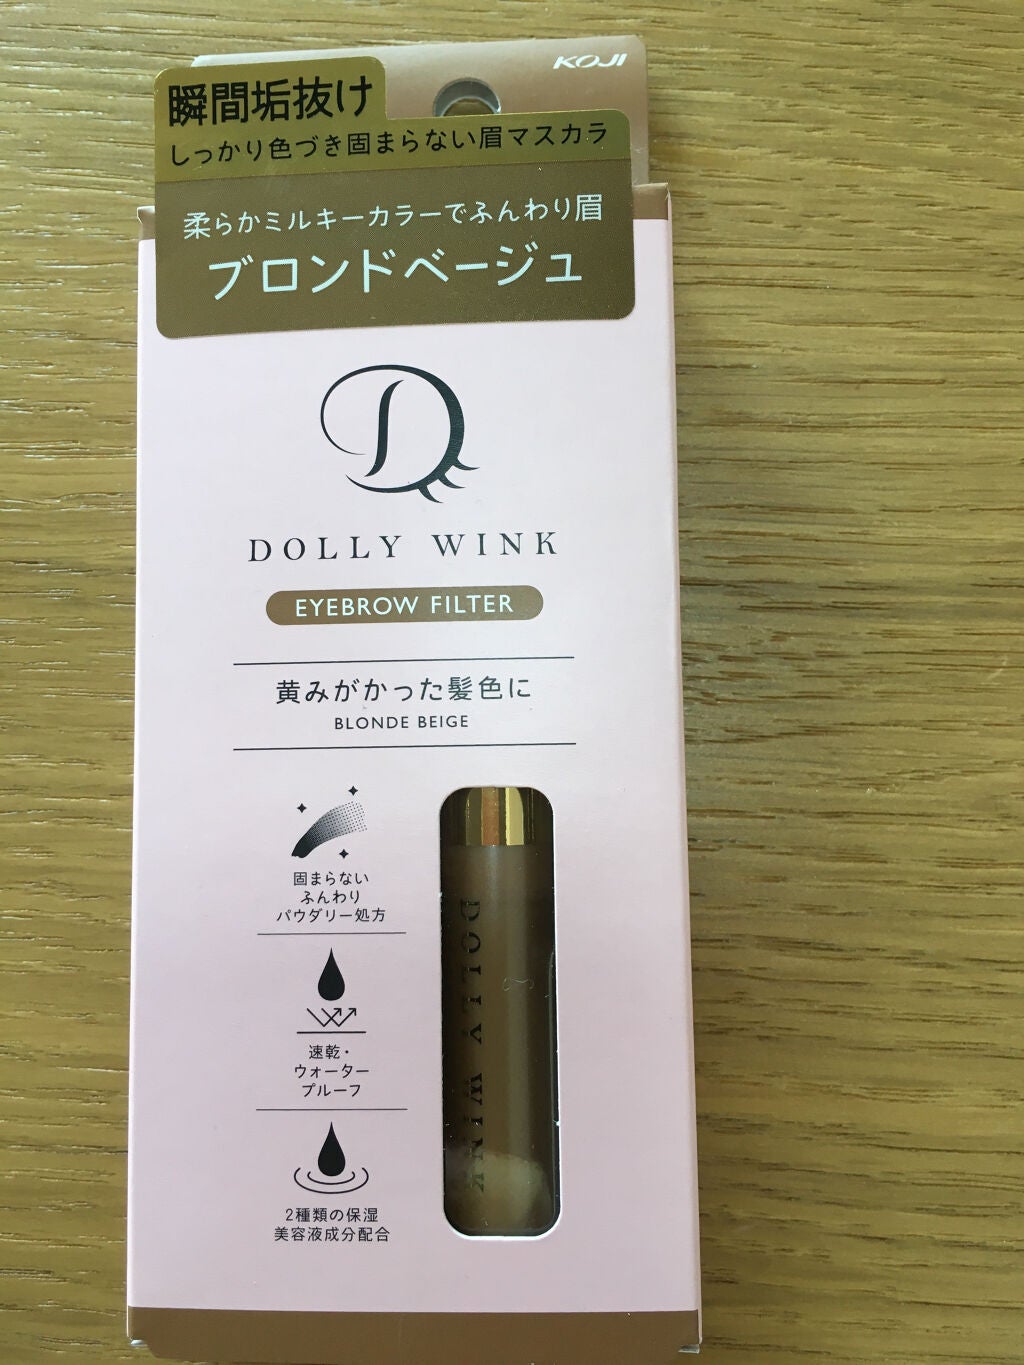 KOJI
瞬間垢抜け
しっかり色づき固まらない眉マスカラ
柔らかミルキーカラーでふんわり眉
ブロンドベージュ
DOLLY WINK
EYEBROW FILTER
黄みがかった髪色に
BLONDE BEIGE
固まらない
ふんわり
パウダリー処方
速乾・
ウォーター
プルーフ
2種類の保湿
美容液成分配合
DOLLY WINK